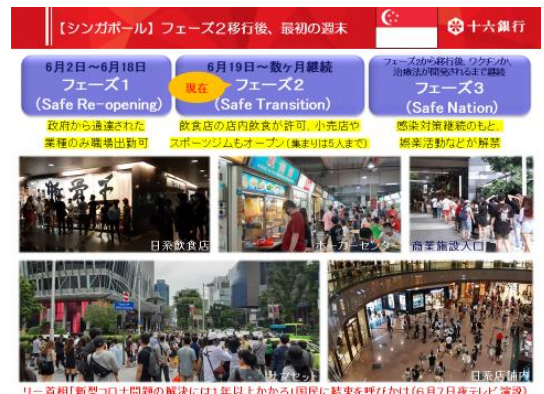 【シンガポール】フェーズ2移行後、最初の週末
十六銀行
6月2日～6月18日
フェーズ1
(Safe Re-opening)
政府から通達された
業種のみ職場出勤可
現在
6月19日～数ヶ月継続
フェーズ2
(Safe Transition)
飲食店の店内飲食が許可、小売店や
スポーツジムもオープン(集まりは5人まで)
フェーズ2から移行後、ワクチンか、
治療法が開発されるまで継続
フェーズ3
(Safe Nation)
感染対策継続のもと、
娯楽活動などが解禁
日系飲食店
ホーカーセンター
商業施設入口
日系店舗内
リー首相「新型コロナ問題の解決には1年以上かかる」国民に結束を呼びかけ(6月7日夜テレビ演説)